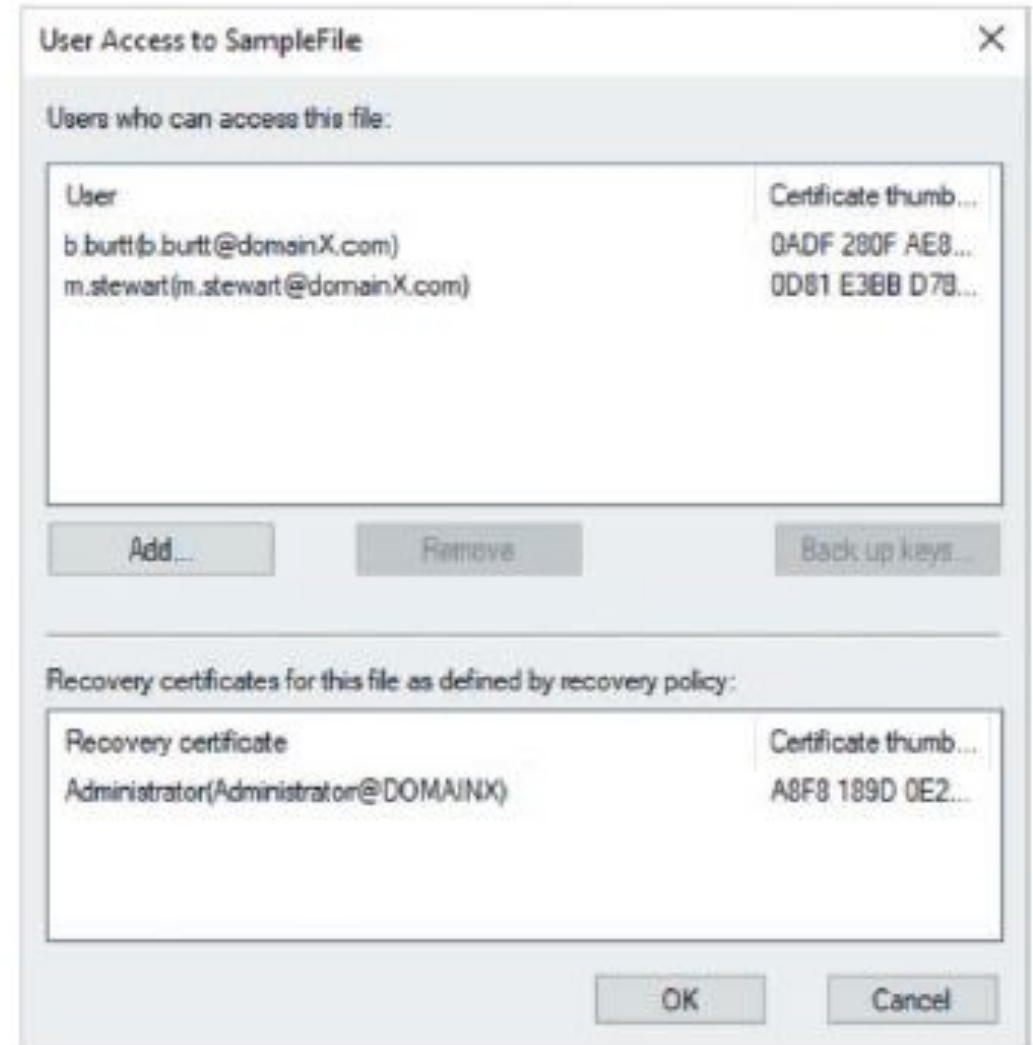 User Access to SampleFile
Users who can access this file:
User Certificate thumb...
b.burtt(b.burtt@domainX.com) 0ADF 280F AE8...
m.stewart(m.stewart@domainX.com) 0D81 E3BB D78...
Add... Remove Back up keys...
Recovery certificates for this file as defined by recovery policy:
Recovery certificate Certificate thumb...
Administrator(Administrator@DOMAINX) A8F8 189D 0E2...
OK Cancel